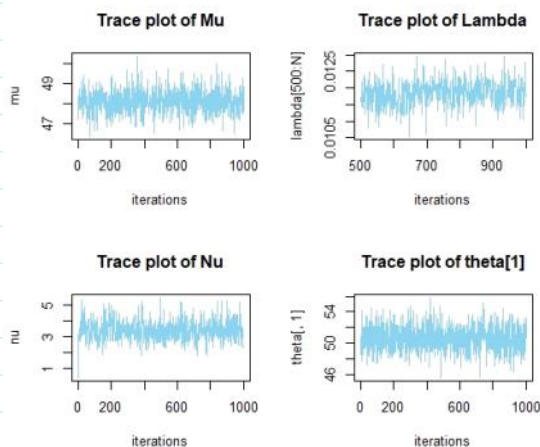 Trace plot of Mu
mu
49
47
0 200 600 1000
iterations
Trace plot of Lambda
lambda[500:N]
0.0125
0.0105
500 700 900
iterations
Trace plot of Nu
nu
5
3
1
0 200 600 1000
iterations
Trace plot of theta[1]
theta[, 1]
54
50
46
0 200 600 1000
iterations